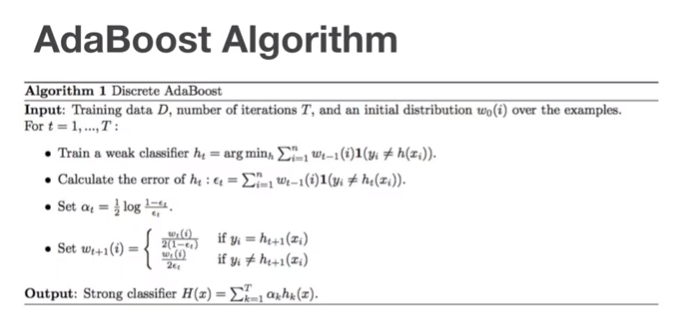 AdaBoost Algorithm
Algorithm 1 Discrete AdaBoost
Input: Training data D, number of iterations T, and an initial distribution w₀(i) over the examples.
For t = 1, ..., T :
• Train a weak classifier hₜ = arg minₕ ∑ⁿᵢ₌₁ wₜ₋₁(i)1(yᵢ ≠ h(xᵢ)).
• Calculate the error of hₜ : ϵₜ = ∑ⁿᵢ₌₁ wₜ₋₁(i)1(yᵢ ≠ hₜ(xᵢ)).
• Set αₜ = ½ log (1−ϵₜ)/ϵₜ.
• Set wₜ₊₁(i) = { wₜ(i)/2(1−ϵₜ) if yᵢ = hₜ₊₁(xᵢ)
wₜ(i)/2ϵₜ if yᵢ ≠ hₜ₊₁(xᵢ)
Output: Strong classifier H(x) = ∑ᵀₖ₌₁ αₖhₖ(x).